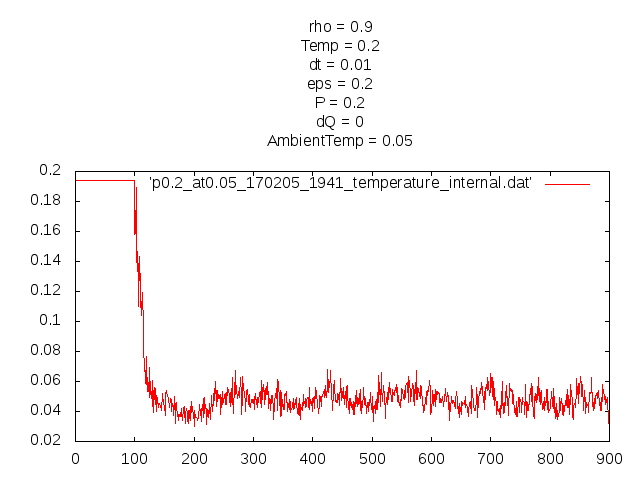 rho = 0.9
Temp = 0.2
dt = 0.01
eps = 0.2
P = 0.2
dQ = 0
AmbientTemp = 0.05
'p0.2_at0.05_170205_1941_temperature_internal.dat'
0.2
0.18
0.16
0.14
0.12
0.1
0.08
0.06
0.04
0.02
0 100 200 300 400 500 600 700 800 900